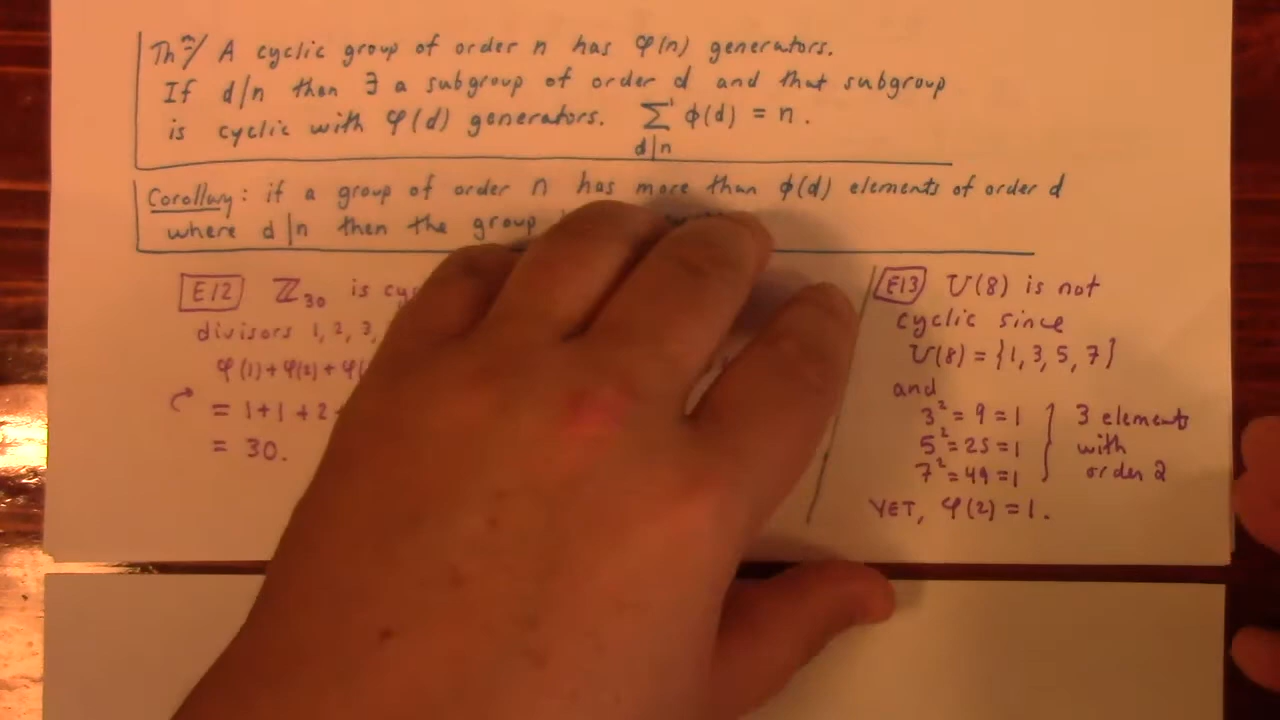 Thᵐ/ A cyclic group of order n has φ(n) generators.
If d|n then ∃ a subgroup of order d and that subgroup
is cyclic with φ(d) generators. ∑ ϕ(d) = n.
d|n
Corollary: if a group of order n has more than ϕ(d) elements of order d
where d|n then the group
E12 ℤ₃₀ is
divisors 1, 2, 3,
φ(1)+φ(2)+
= 1+1+2
= 30.
E13 U(8) is not
cyclic since
U(8) = {1, 3, 5, 7}
and
3² = 9 = 1
5² = 25 = 1
7² = 49 = 1
3 elements
with
order 2
YET, φ(2) = 1.